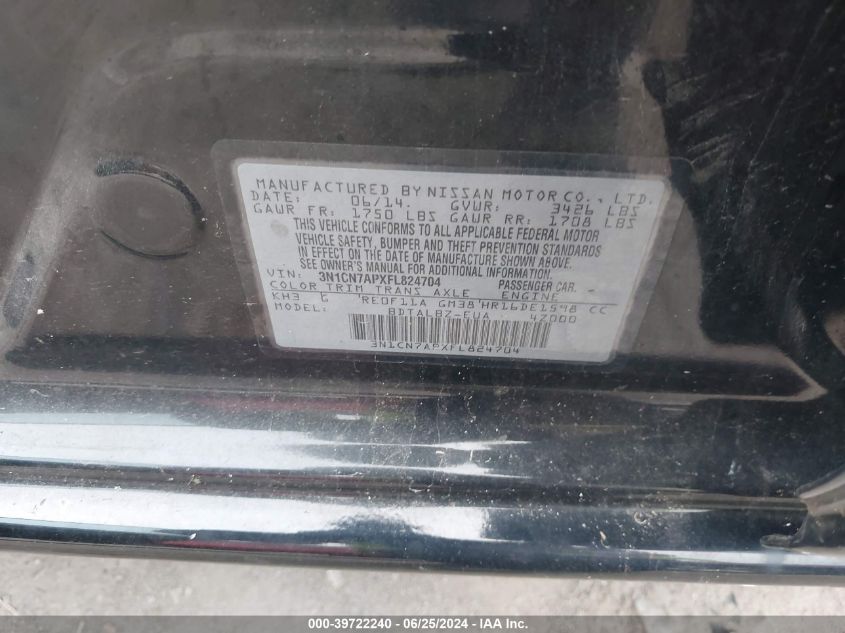 MANUFACTURED BY NISSAN MOTOR CO., LTD.
DATE: 06/14. GVWR: 3426 LBS
GAWR FR: 1750 LBS GAWR RR: 1708 LBS
THIS VEHICLE CONFORMS TO ALL APPLICABLE FEDERAL MOTOR
VEHICLE SAFETY, BUMPER AND THEFT PREVENTION STANDARDS
IN EFFECT ON THE DATE OF MANUFACTURE SHOWN ABOVE.
SEE OWNER'S MANUAL FOR ADDITIONAL INFORMATION.
VIN: 3N1CN7APXFL824704 PASSENGER CAR.
COLOR TRIM TRANS AXLE ENGINE
KH3 G RE0F11A GM38 HR16DE1598 CC
MODEL: BDTALBZ-EUA 47000
3N1CN7APXFL824704
000-39722240 - 06/25/2024 - IAA Inc.